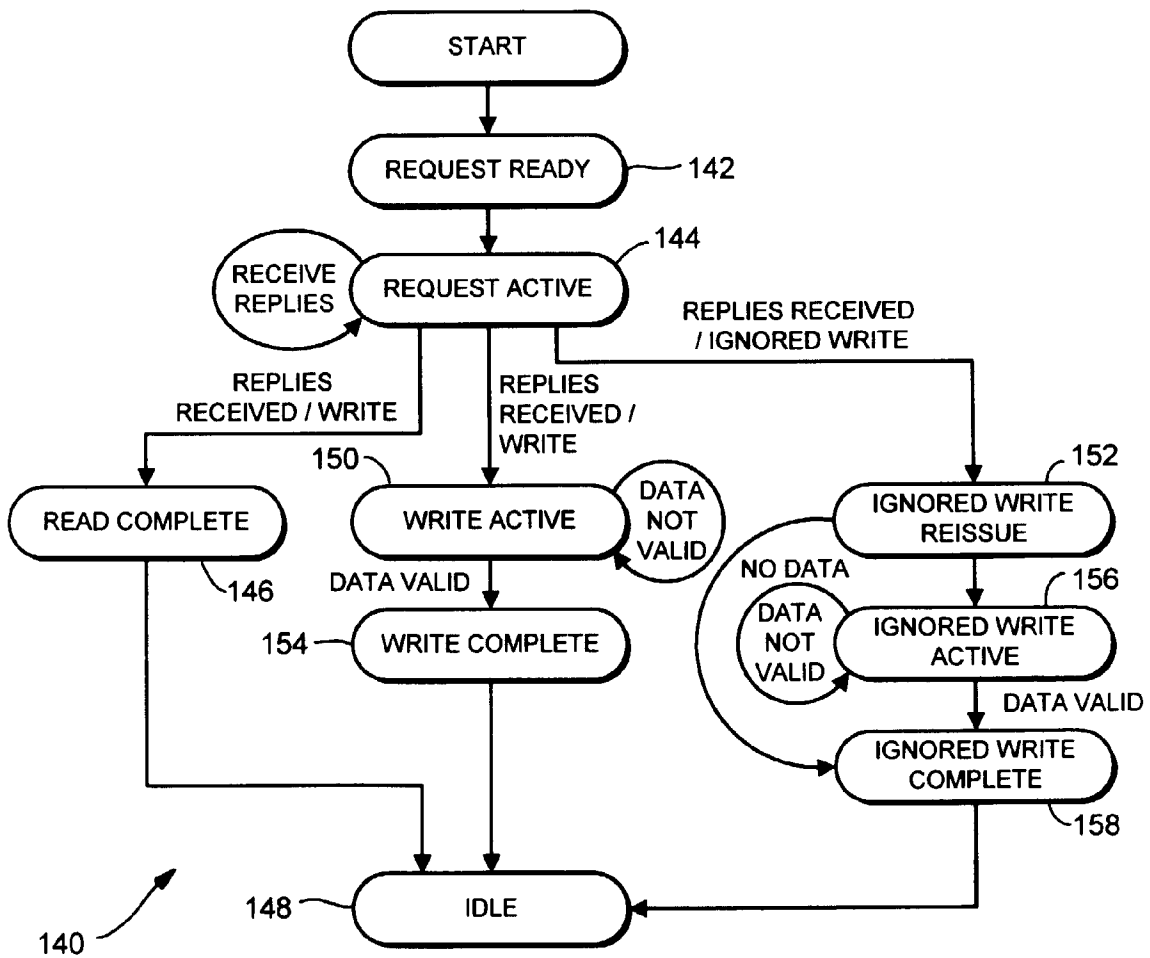 START
REQUEST READY
142
144
RECEIVE
REPLIES
REQUEST ACTIVE
REPLIES RECEIVED
/ IGNORED WRITE
REPLIES
RECEIVED / WRITE
REPLIES
RECEIVED /
WRITE
150
152
READ COMPLETE
WRITE ACTIVE
DATA
NOT
VALID
IGNORED WRITE
REISSUE
146
DATA VALID
NO DATA
156
154
WRITE COMPLETE
DATA
NOT
VALID
IGNORED WRITE
ACTIVE
DATA VALID
IGNORED WRITE
COMPLETE
158
148
IDLE
140